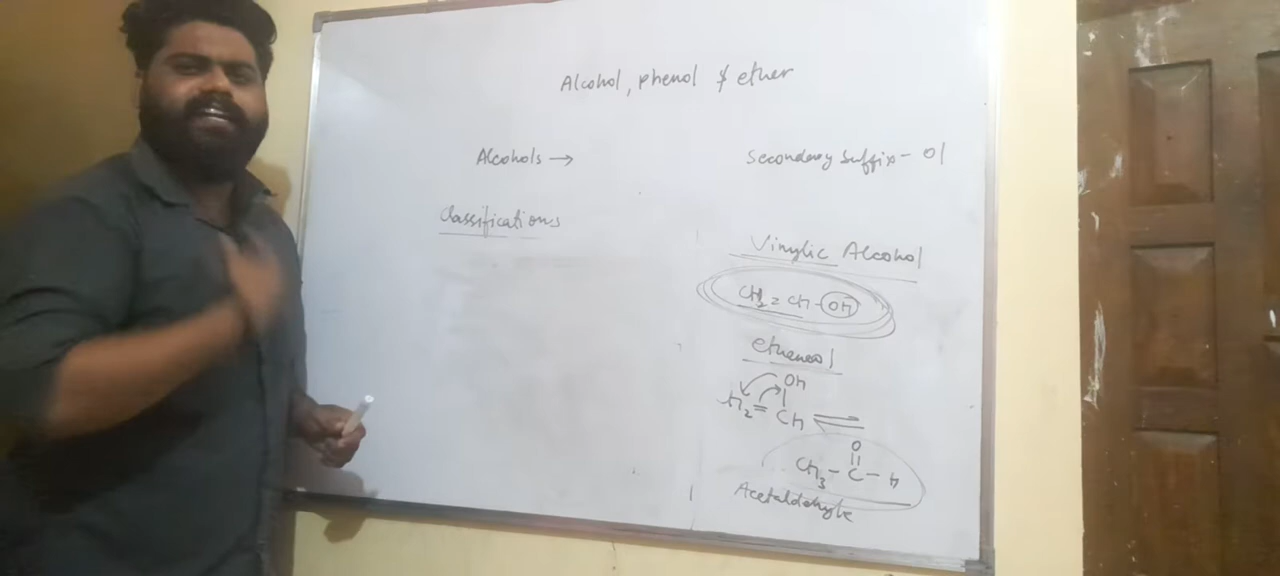 Alcohol, phenol & ether
Alcohols →
Secondary suffix - ol
Classifications
Vinylic Alcohol
CH2 = CH - OH
ethenol
OH
CH2 = CH ⇌
O
CH3 - C - H
Acetaldehyde